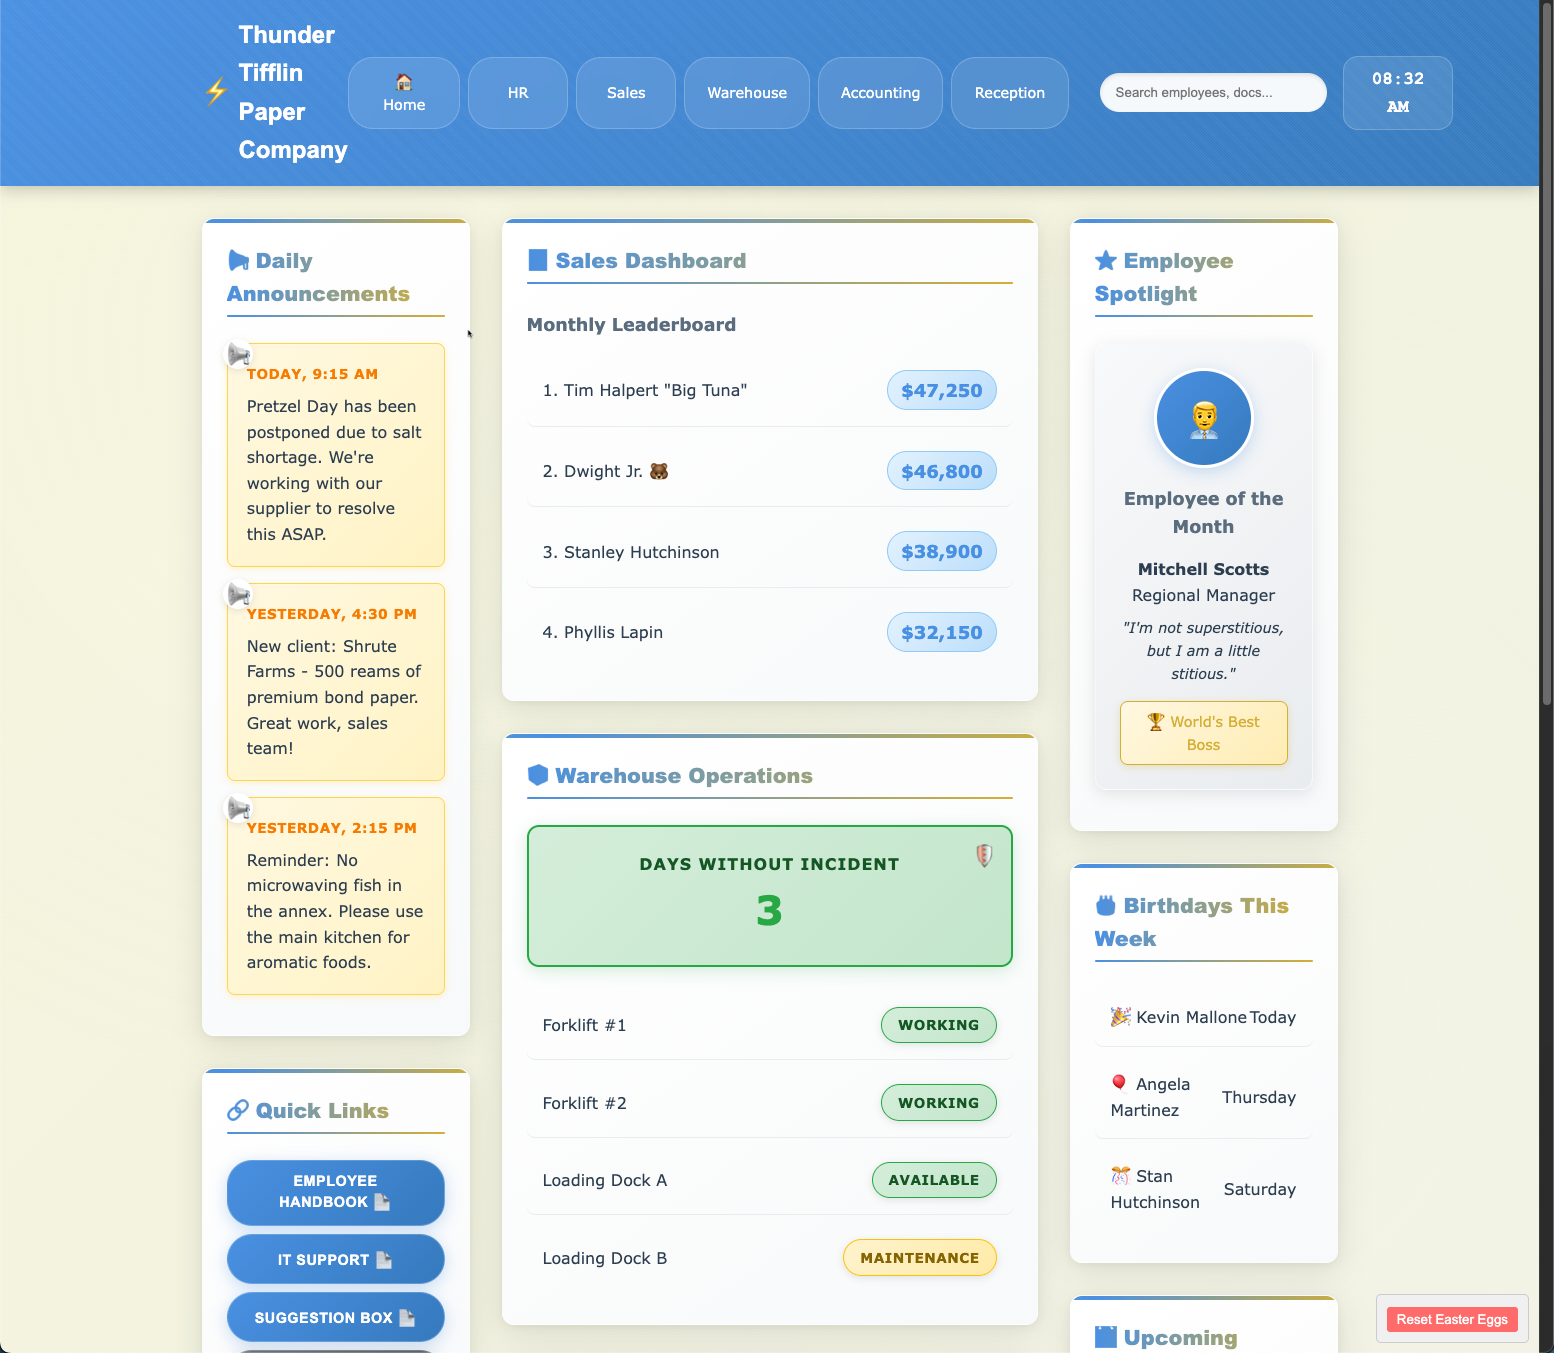 Thunder
Tifflin
Paper
Company
Home
HR
Sales
Warehouse
Accounting
Reception
Search employees, docs...
08:32
AM
Daily
Announcements
TODAY, 9:15 AM
Pretzel Day has been
postponed due to salt
shortage. We're
working with our
supplier to resolve
this ASAP.
YESTERDAY, 4:30 PM
New client: Shrute
Farms - 500 reams of
premium bond paper.
Great work, sales
team!
YESTERDAY, 2:15 PM
Reminder: No
microwaving fish in
the annex. Please use
the main kitchen for
aromatic foods.
Quick Links
EMPLOYEE
HANDBOOK
IT SUPPORT
SUGGESTION BOX
Sales Dashboard
Monthly Leaderboard
1. Tim Halpert "Big Tuna" $47,250
2. Dwight Jr. $46,800
3. Stanley Hutchinson $38,900
4. Phyllis Lapin $32,150
Warehouse Operations
DAYS WITHOUT INCIDENT
3
Forklift #1 WORKING
Forklift #2 WORKING
Loading Dock A AVAILABLE
Loading Dock B MAINTENANCE
Employee
Spotlight
Employee of the
Month
Mitchell Scotts
Regional Manager
"I'm not superstitious,
but I am a little
stitious."
World's Best
Boss
Birthdays This
Week
Kevin Mallone Today
Angela
Martinez Thursday
Stan
Hutchinson Saturday
Upcoming
Reset Easter Eggs